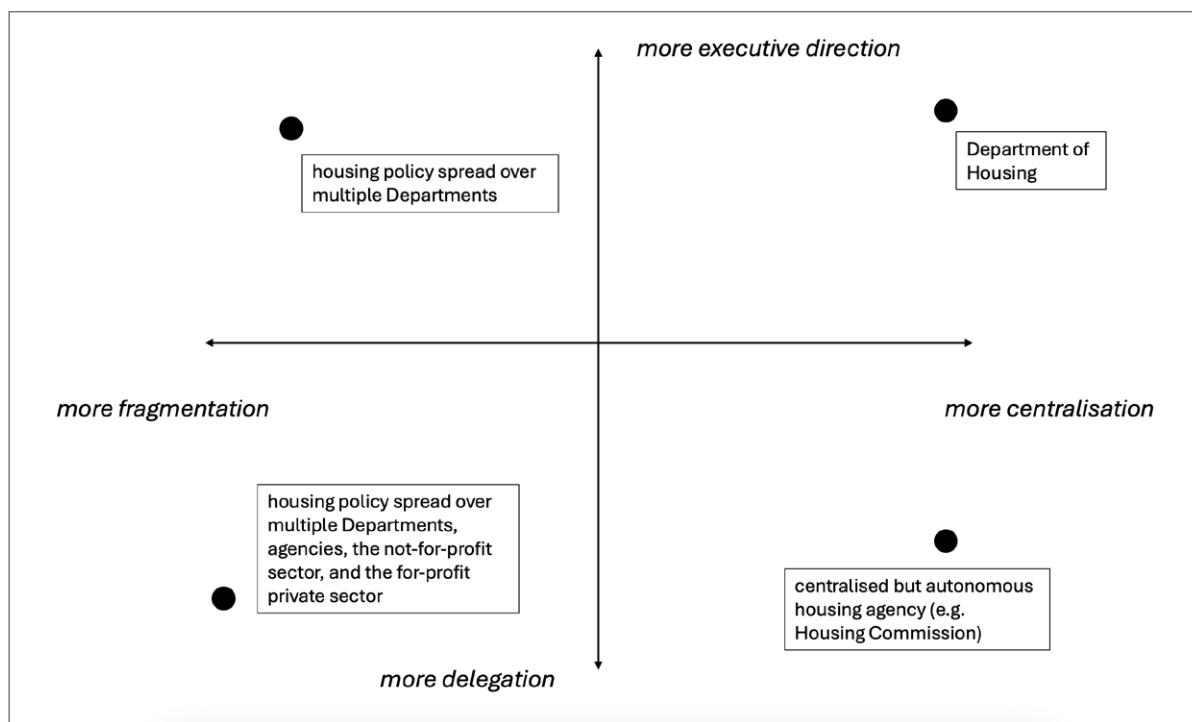 more executive direction
housing policy spread over
multiple Departments
Department of
Housing
more fragmentation
more centralisation
housing policy spread over
multiple Departments,
agencies, the not-for-profit
sector, and the for-profit
private sector
centralised but autonomous
housing agency (e.g.
Housing Commission)
more delegation